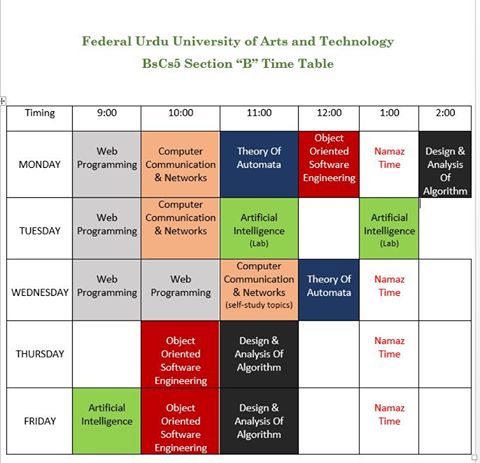 Federal Urdu University of Arts and Technology
BsCs5 Section “B” Time Table
Timing 9:00 10:00 11:00 12:00 1:00 2:00
MONDAY
Web
Programming
Computer
Communication
& Networks
Theory Of
Automata
Object
Oriented
Software
Engineering
Namaz
Time
Design &
Analysis
Of
Algorithm
TUESDAY
Web
Programming
Computer
Communication
& Networks
Artificial
Intelligence
(Lab)
Artificial
Intelligence
(Lab)
WEDNESDAY
Web
Programming
Web
Programming
Computer
Communication
& Networks
(self-study topics)
Theory Of
Automata
Namaz
Time
THURSDAY
Object
Oriented
Software
Engineering
Design &
Analysis Of
Algorithm
Namaz
Time
FRIDAY
Artificial
Intelligence
Object
Oriented
Software
Engineering
Design &
Analysis Of
Algorithm
Namaz
Time